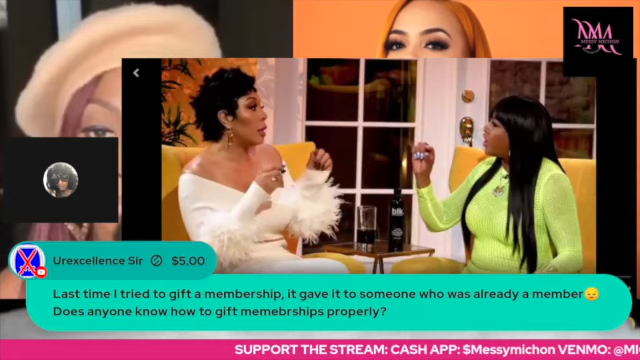 Urexcellence Sir $5.00
Last time I tried to gift a membership, it gave it to someone who was already a member😔
Does anyone know how to gift memebrships properly?
blk.
SUPPORT THE STREAM: CASH APP: $Messymichon VENMO: @MI